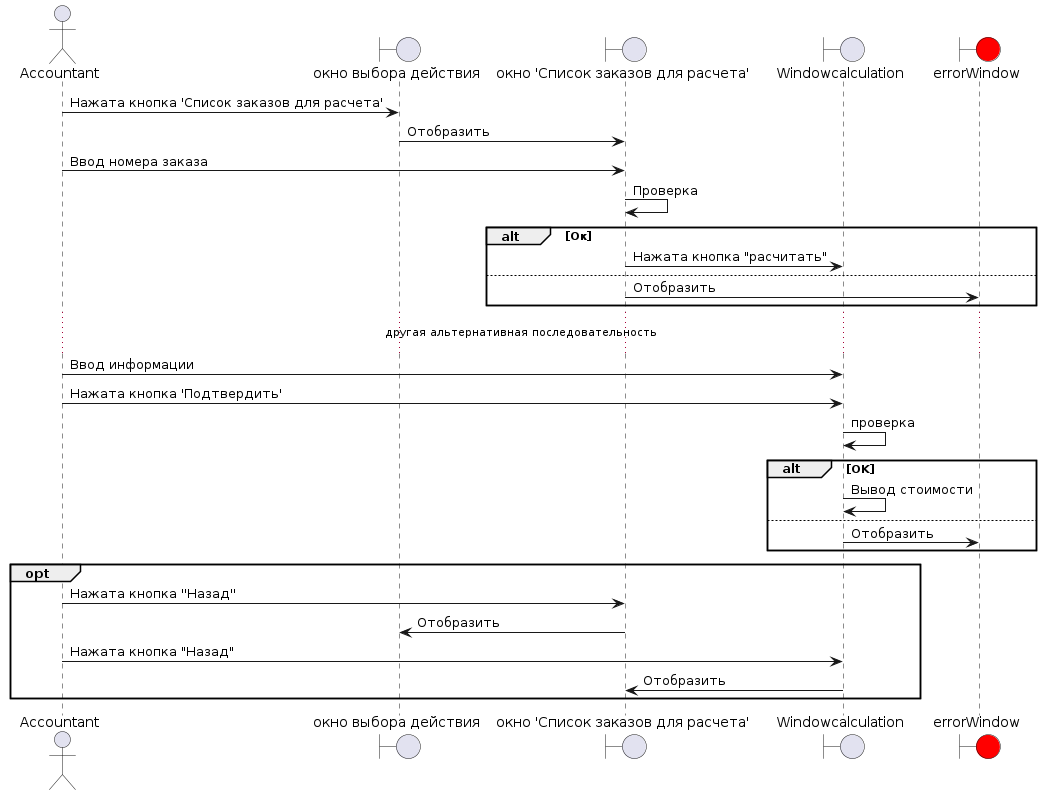 Accountant
окно выбора действия
окно 'Список заказов для расчета'
Windowcalculation
errorWindow
Нажата кнопка 'Список заказов для расчета'
Отобразить
Ввод номера заказа
Проверка
alt [Ок]
Нажата кнопка "расчитать"
Отобразить
другая альтернативная последовательность
Ввод информации
Нажата кнопка 'Подтвердить'
проверка
alt [OK]
Вывод стоимости
Отобразить
opt
Нажата кнопка "Назад"
Отобразить
Нажата кнопка "Назад"
Отобразить
Accountant
окно выбора действия
окно 'Список заказов для расчета'
Windowcalculation
errorWindow